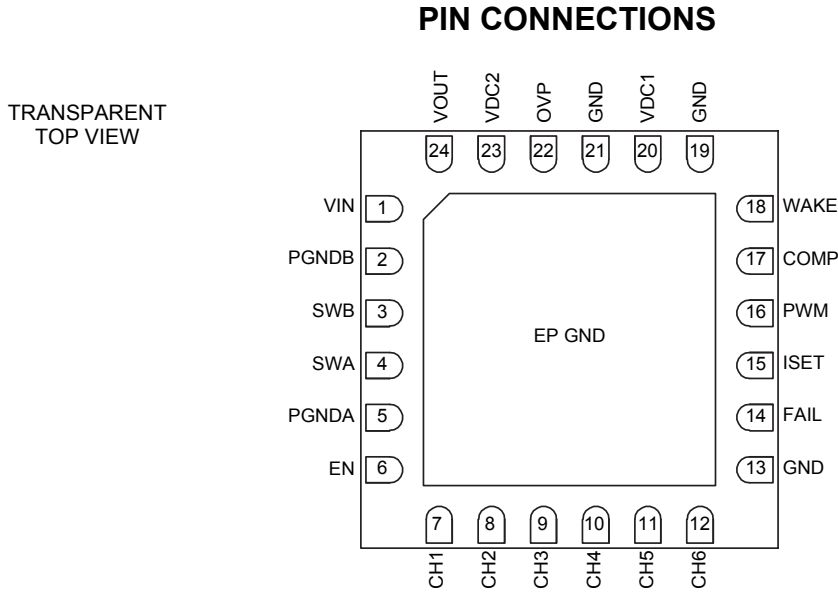 PIN CONNECTIONS
TRANSPARENT
TOP VIEW
VOUT
VDC2
OVP
GND
VDC1
GND
24
23
22
21
20
19
VIN 1
PGNDB 2
SWB 3
SWA 4
PGNDA 5
EN 6
18 WAKE
17 COMP
16 PWM
15 ISET
14 FAIL
13 GND
EP GND
7
8
9
10
11
12
CH1
CH2
CH3
CH4
CH5
CH6